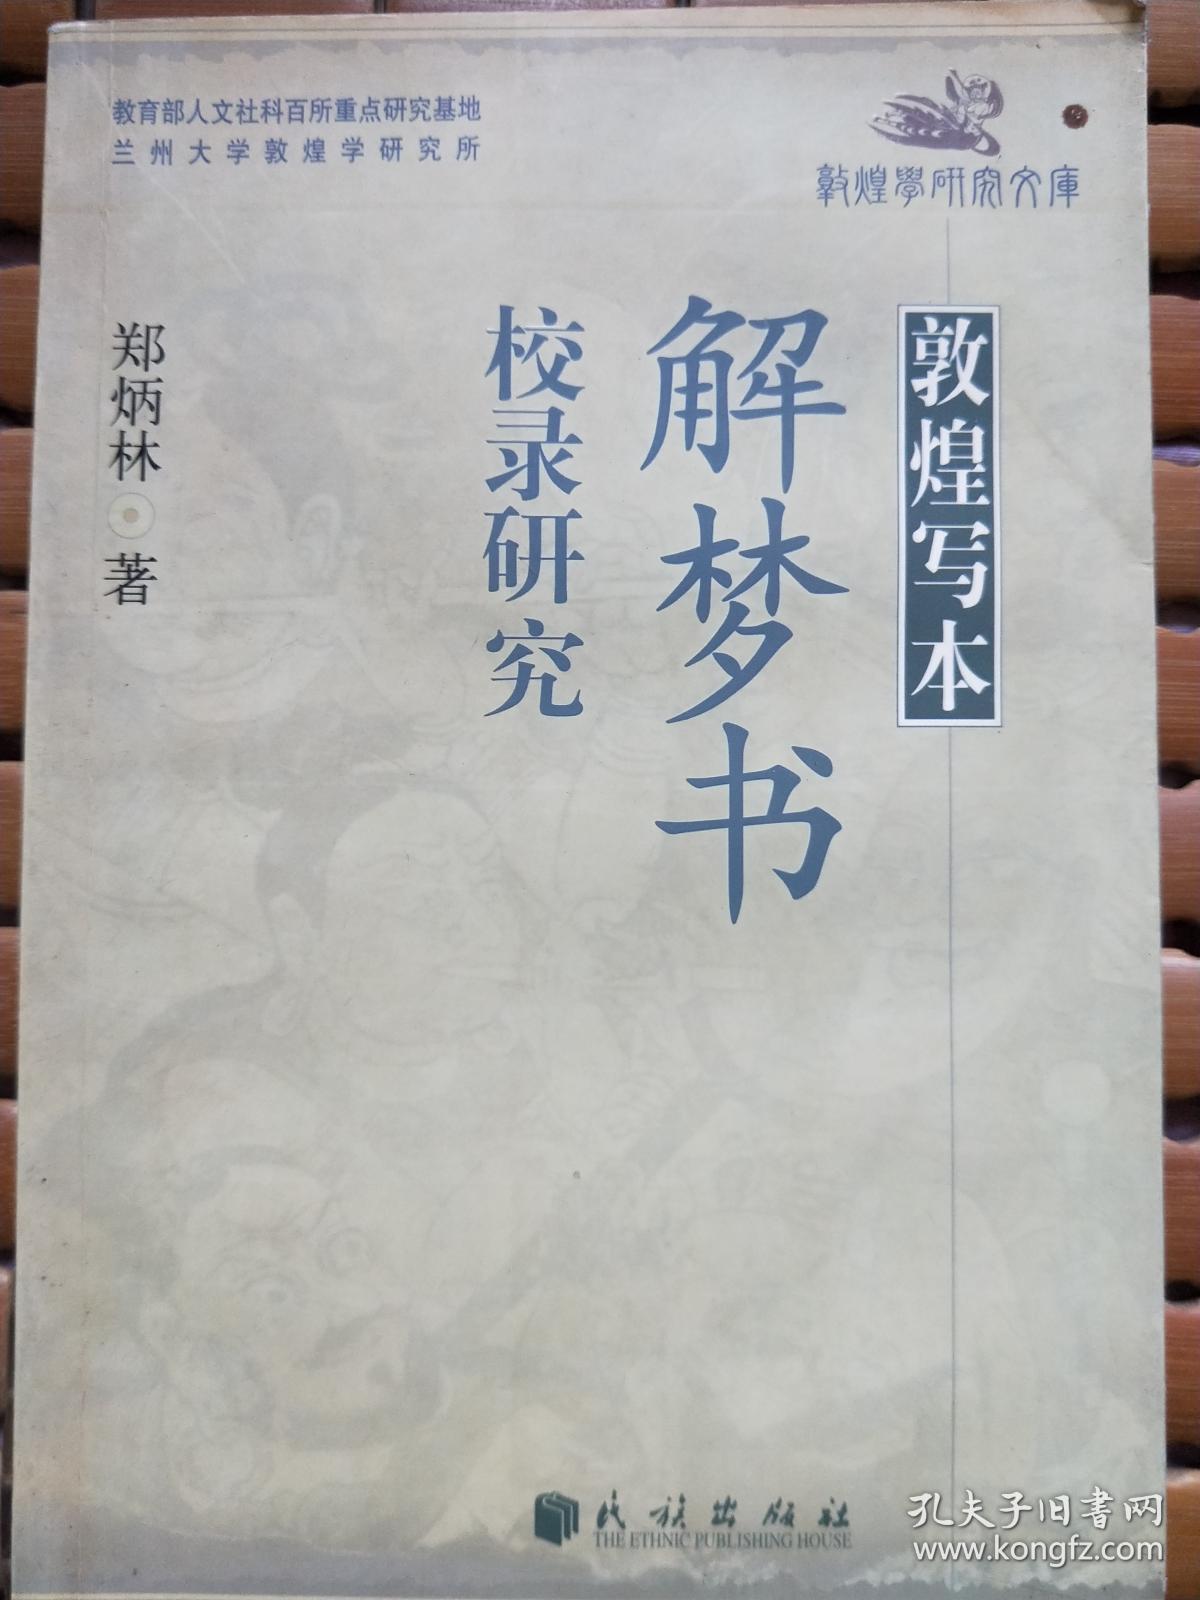 教育部人文社科百所重点研究基地
兰州大学敦煌学研究所
敦煌學研究文庫
敦煌写本
解梦书
校录研究
郑炳林 著
民族出版社
THE ETHNIC PUBLISHING HOUSE
孔夫子旧书网
www.kongfz.com